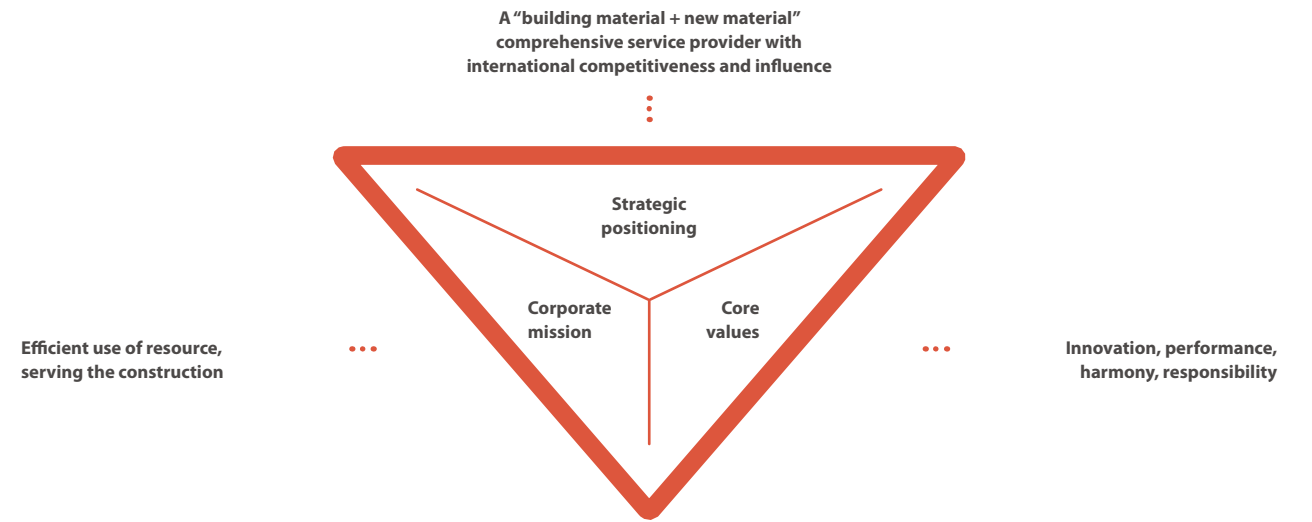 A “building material + new material”
comprehensive service provider with
international competitiveness and influence
Strategic
positioning
Corporate
mission
Core
values
Efficient use of resource,
serving the construction
Innovation, performance,
harmony, responsibility